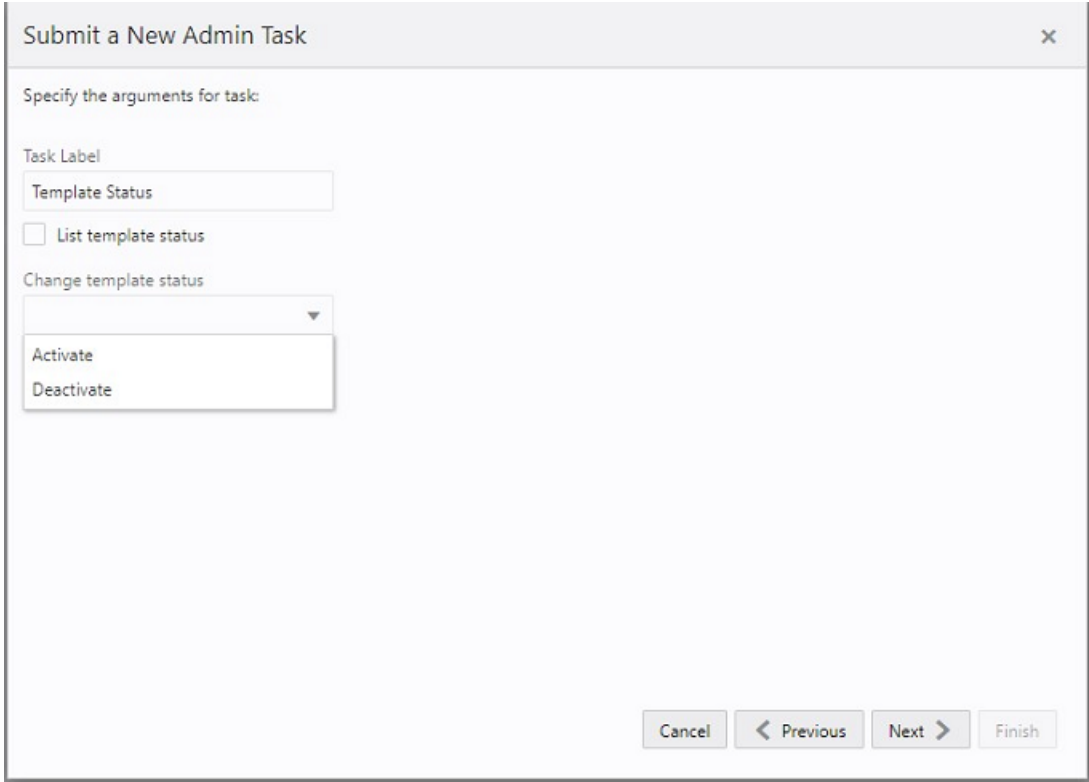 Submit a New Admin Task
Specify the arguments for task:
Task Label
Template Status
List template status
Change template status
Activate
Deactivate
Cancel Previous Next Finish